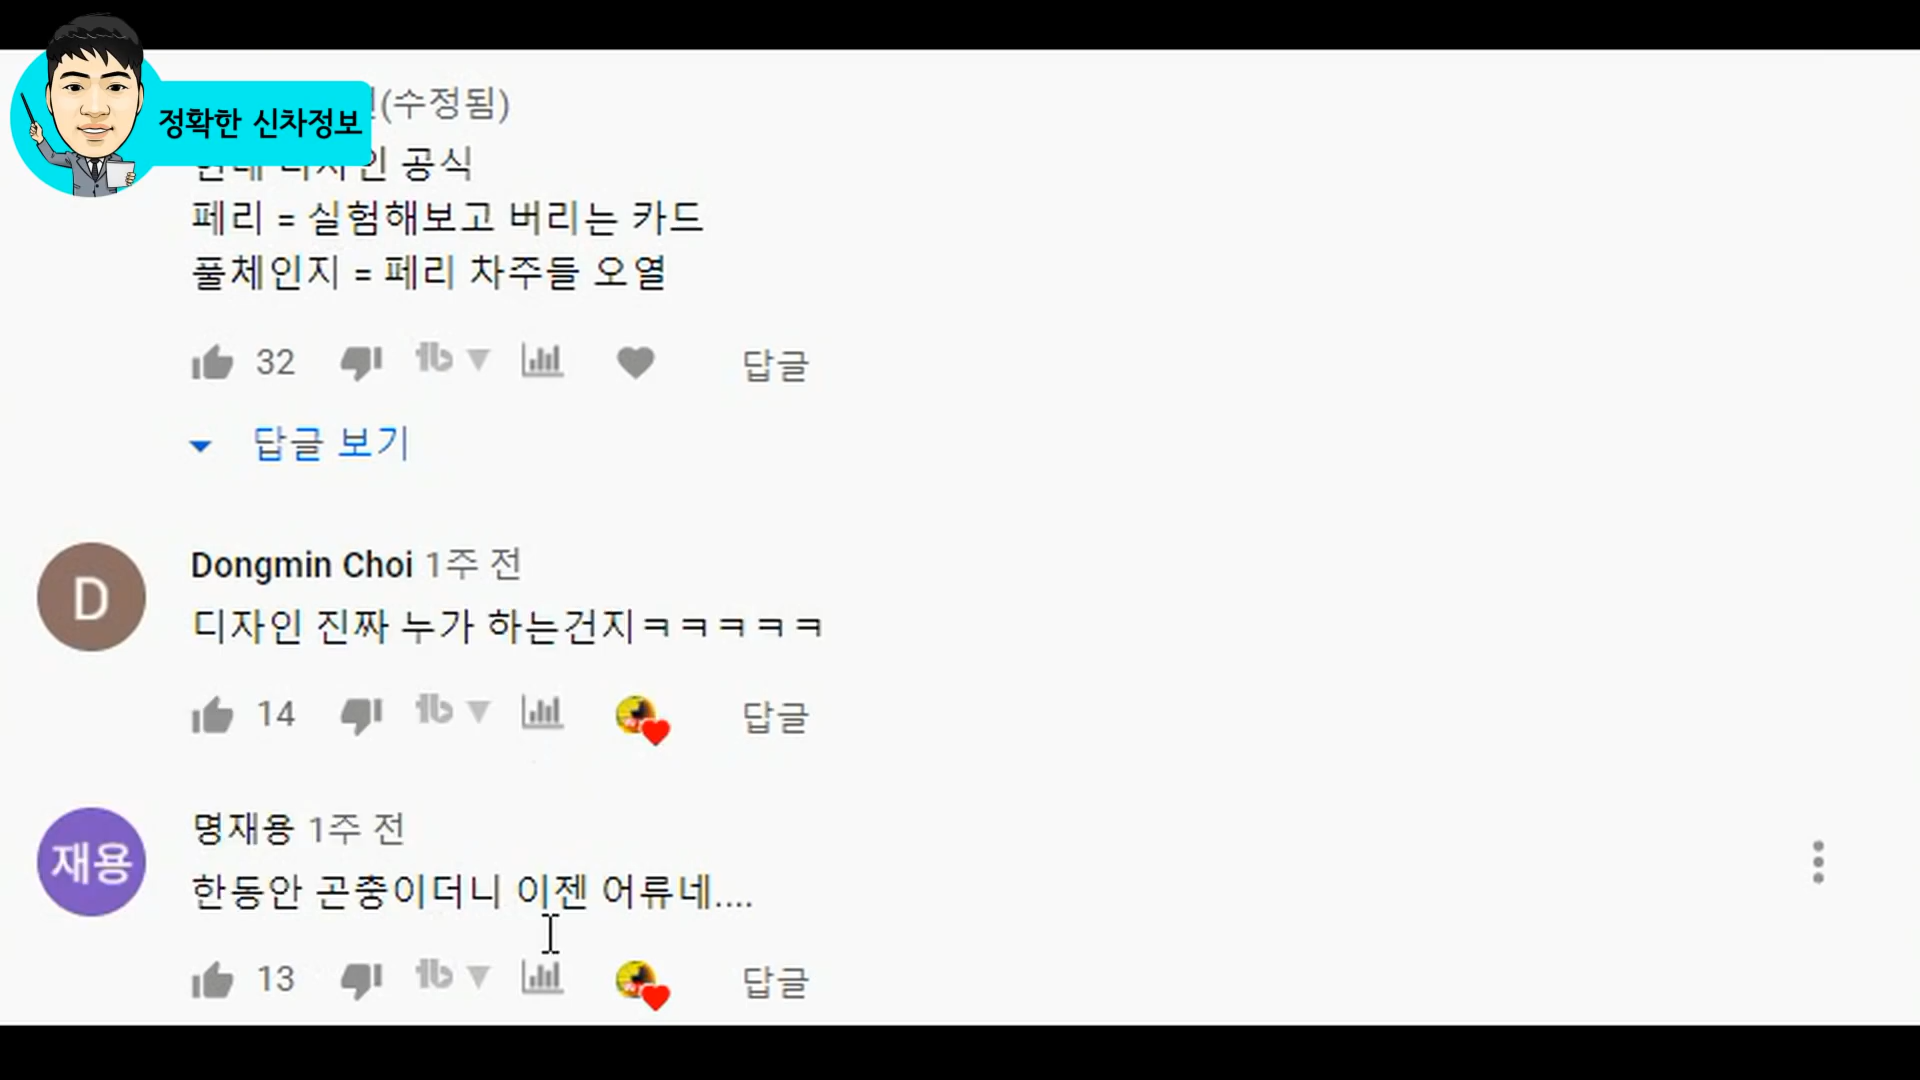 정확한 신차정보
(수정됨)
공식
페리 = 실험해보고 버리는 카드
풀체인지 = 페리 차주들 오열
32
답글
답글 보기
D
Dongmin Choi 1주 전
디자인 진짜 누가 하는건지ㅋㅋㅋㅋㅋ
14
답글
재용
명재용 1주 전
한동안 곤충이더니 이젠 어류네....
13
답글